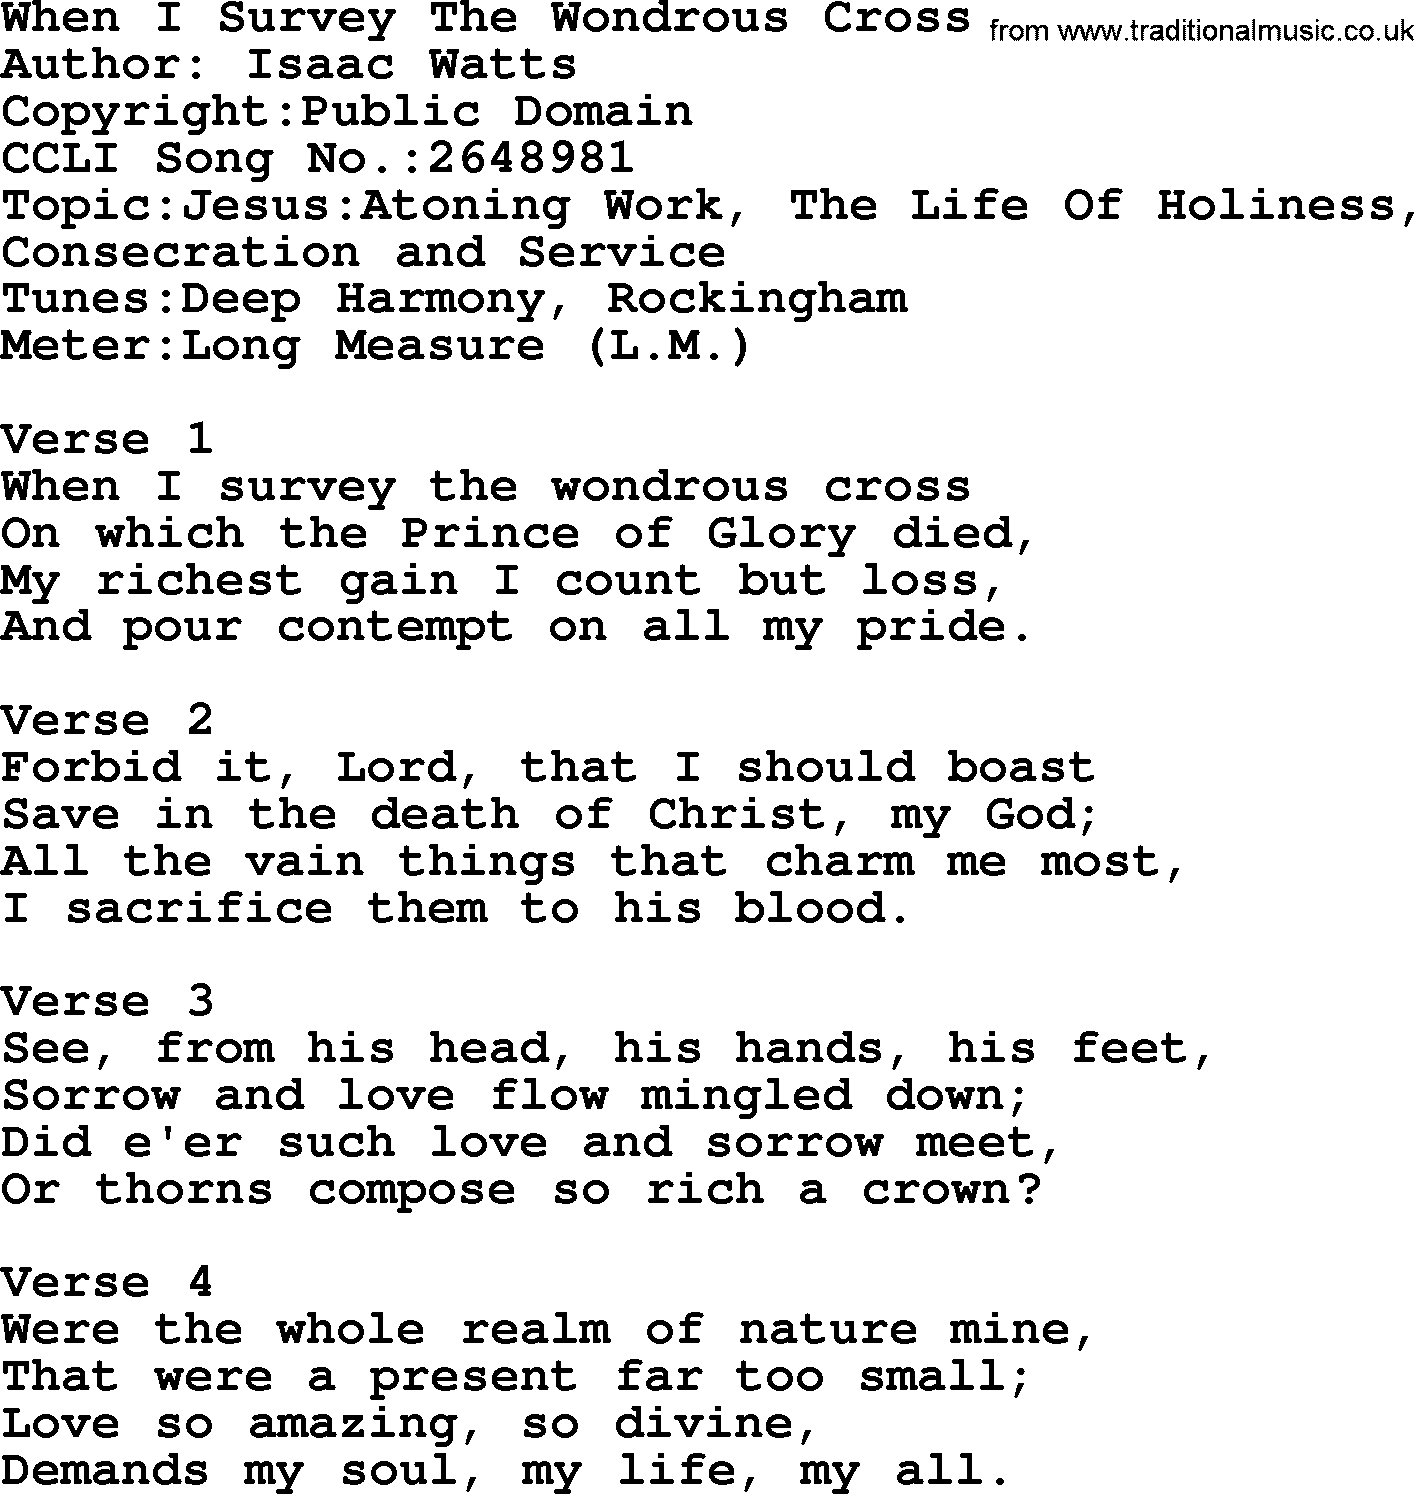 When I Survey The Wondrous Cross from www.traditionalmusic.co.uk
Author: Isaac Watts
Copyright:Public Domain
CCLI Song No.:2648981
Topic:Jesus:Atoning Work, The Life Of Holiness,
Consecration and Service
Tunes:Deep Harmony, Rockingham
Meter:Long Measure (L.M.)

Verse 1
When I survey the wondrous cross
On which the Prince of Glory died,
My richest gain I count but loss,
And pour contempt on all my pride.

Verse 2
Forbid it, Lord, that I should boast
Save in the death of Christ, my God;
All the vain things that charm me most,
I sacrifice them to his blood.

Verse 3
See, from his head, his hands, his feet,
Sorrow and love flow mingled down;
Did e'er such love and sorrow meet,
Or thorns compose so rich a crown?

Verse 4
Were the whole realm of nature mine,
That were a present far too small;
Love so amazing, so divine,
Demands my soul, my life, my all.